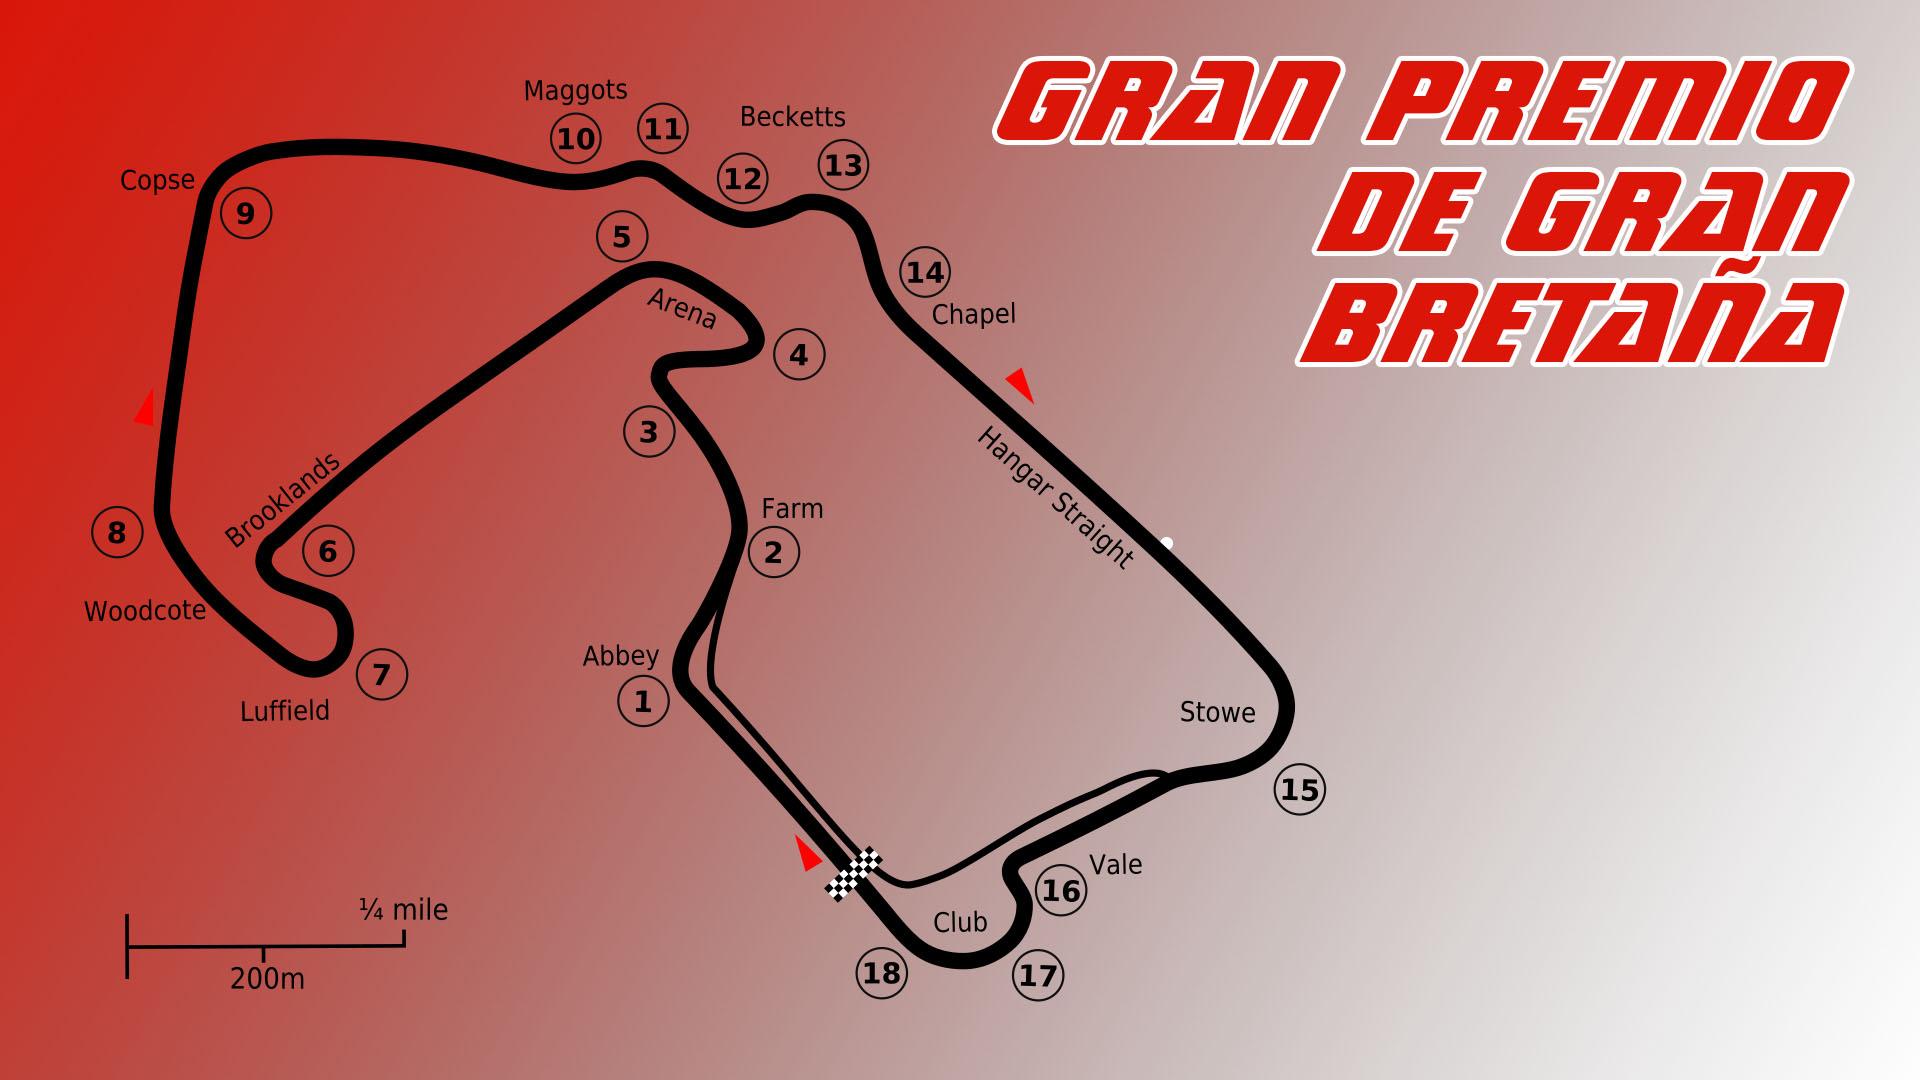 GRAN PREMIO
DE GRAN
BRETAÑA
Maggots
10
11
Becketts
12
13
Copse
9
5
Arena
4
14
Chapel
3
Hangar Straight
Brooklands
8
6
Farm
2
Woodcote
7
Luffield
Abbey
1
Stowe
15
Vale
16
Club
18
17
¼ mile
200m